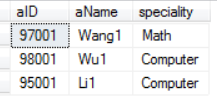 aID aName speciality
97001 Wang1 Math
98001 Wu1 Computer
95001 Li1 Computer